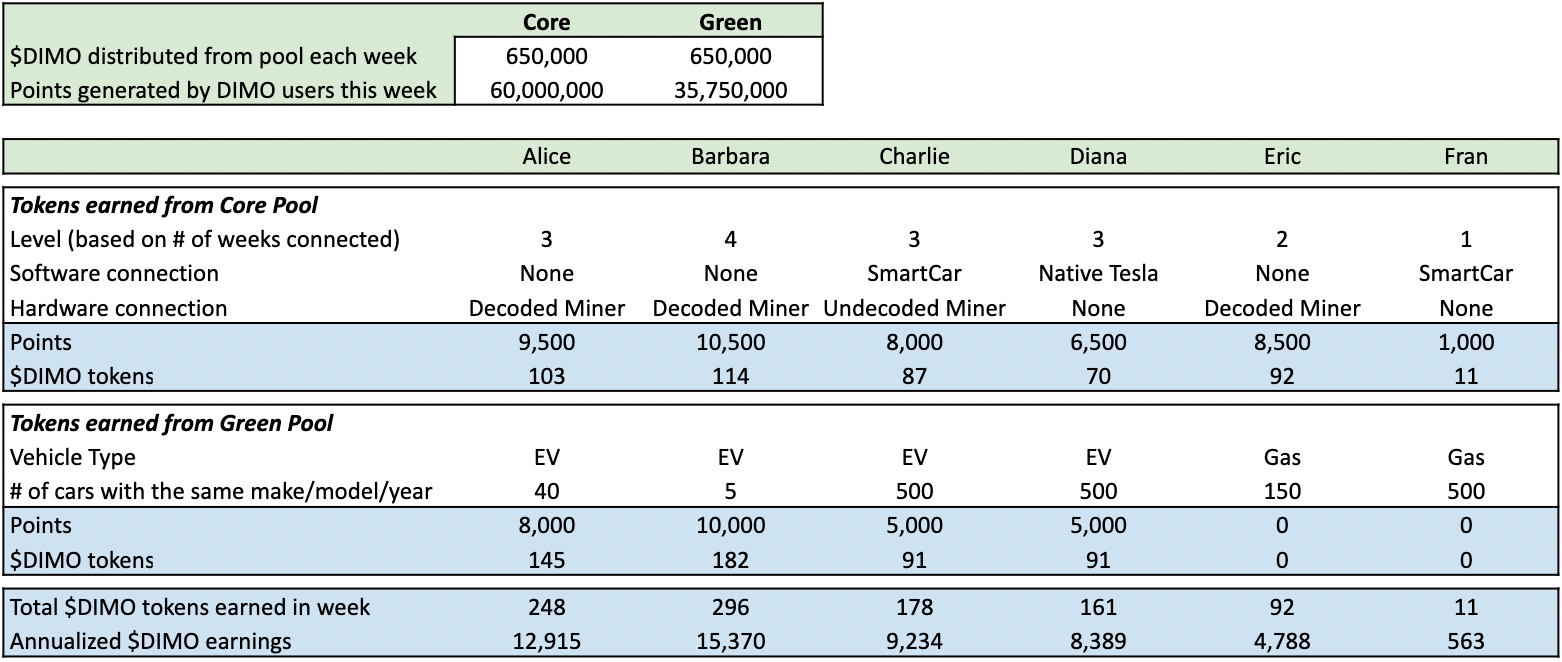 Core Green
$DIMO distributed from pool each week 650,000 650,000
Points generated by DIMO users this week 60,000,000 35,750,000
Alice Barbara Charlie Diana Eric Fran
Tokens earned from Core Pool
Level (based on # of weeks connected) 3 4 3 3 2 1
Software connection None None SmartCar Native Tesla None SmartCar
Hardware connection Decoded Miner Decoded Miner Undecoded Miner None Decoded Miner None
Points 9,500 10,500 8,000 6,500 8,500 1,000
$DIMO tokens 103 114 87 70 92 11
Tokens earned from Green Pool
Vehicle Type EV EV EV EV Gas Gas
# of cars with the same make/model/year 40 5 500 500 150 500
Points 8,000 10,000 5,000 5,000 0 0
$DIMO tokens 145 182 91 91 0 0
Total $DIMO tokens earned in week 248 296 178 161 92 11
Annualized $DIMO earnings 12,915 15,370 9,234 8,389 4,788 563